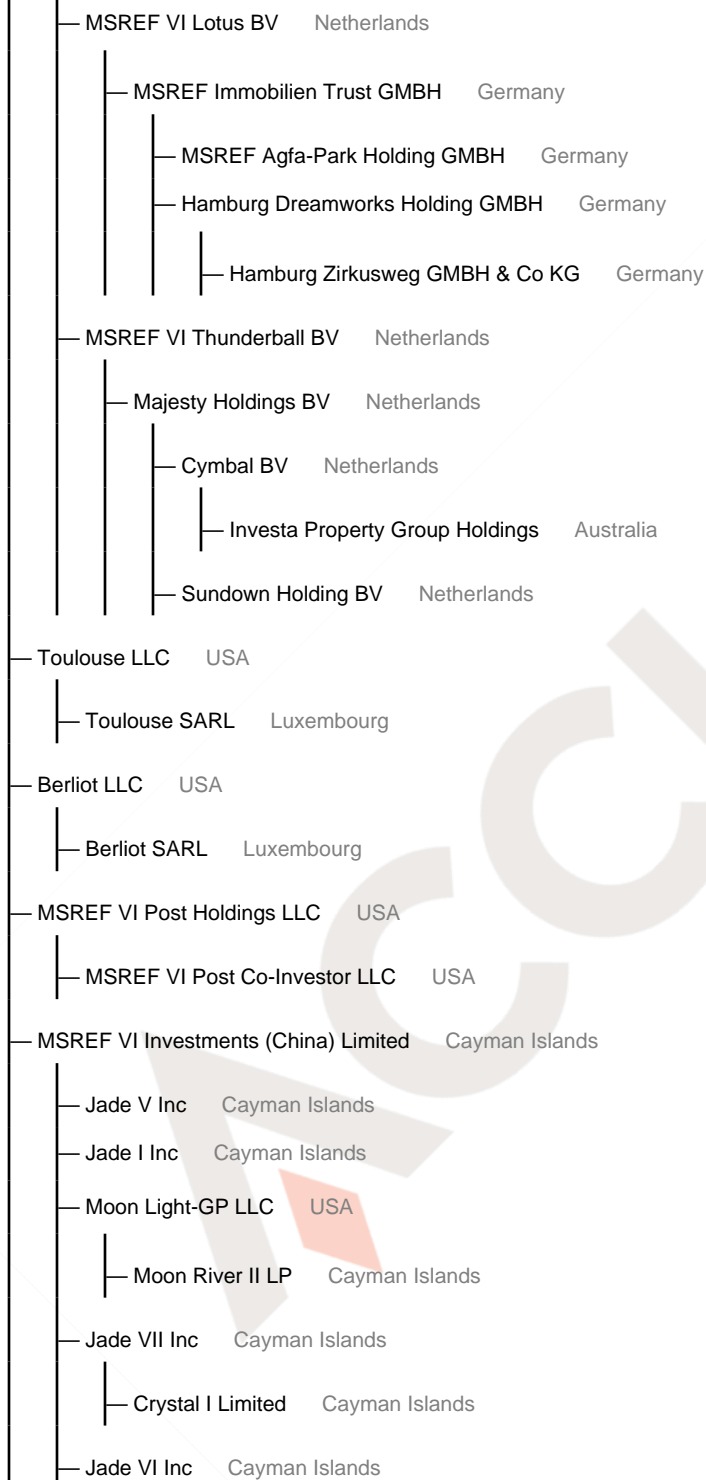 MSREF VI Lotus BV Netherlands
MSREF Immobilien Trust GMBH Germany
MSREF Agfa-Park Holding GMBH Germany
Hamburg Dreamworks Holding GMBH Germany
Hamburg Zirkusweg GMBH & Co KG Germany
MSREF VI Thunderball BV Netherlands
Majesty Holdings BV Netherlands
Cymbal BV Netherlands
Investa Property Group Holdings Australia
Sundown Holding BV Netherlands
Toulouse LLC USA
Toulouse SARL Luxembourg
Berliot LLC USA
Berliot SARL Luxembourg
MSREF VI Post Holdings LLC USA
MSREF VI Post Co-Investor LLC USA
MSREF VI Investments (China) Limited Cayman Islands
Jade V Inc Cayman Islands
Jade I Inc Cayman Islands
Moon Light-GP LLC USA
Moon River II LP Cayman Islands
Jade VII Inc Cayman Islands
Crystal I Limited Cayman Islands
Jade VI Inc Cayman Islands